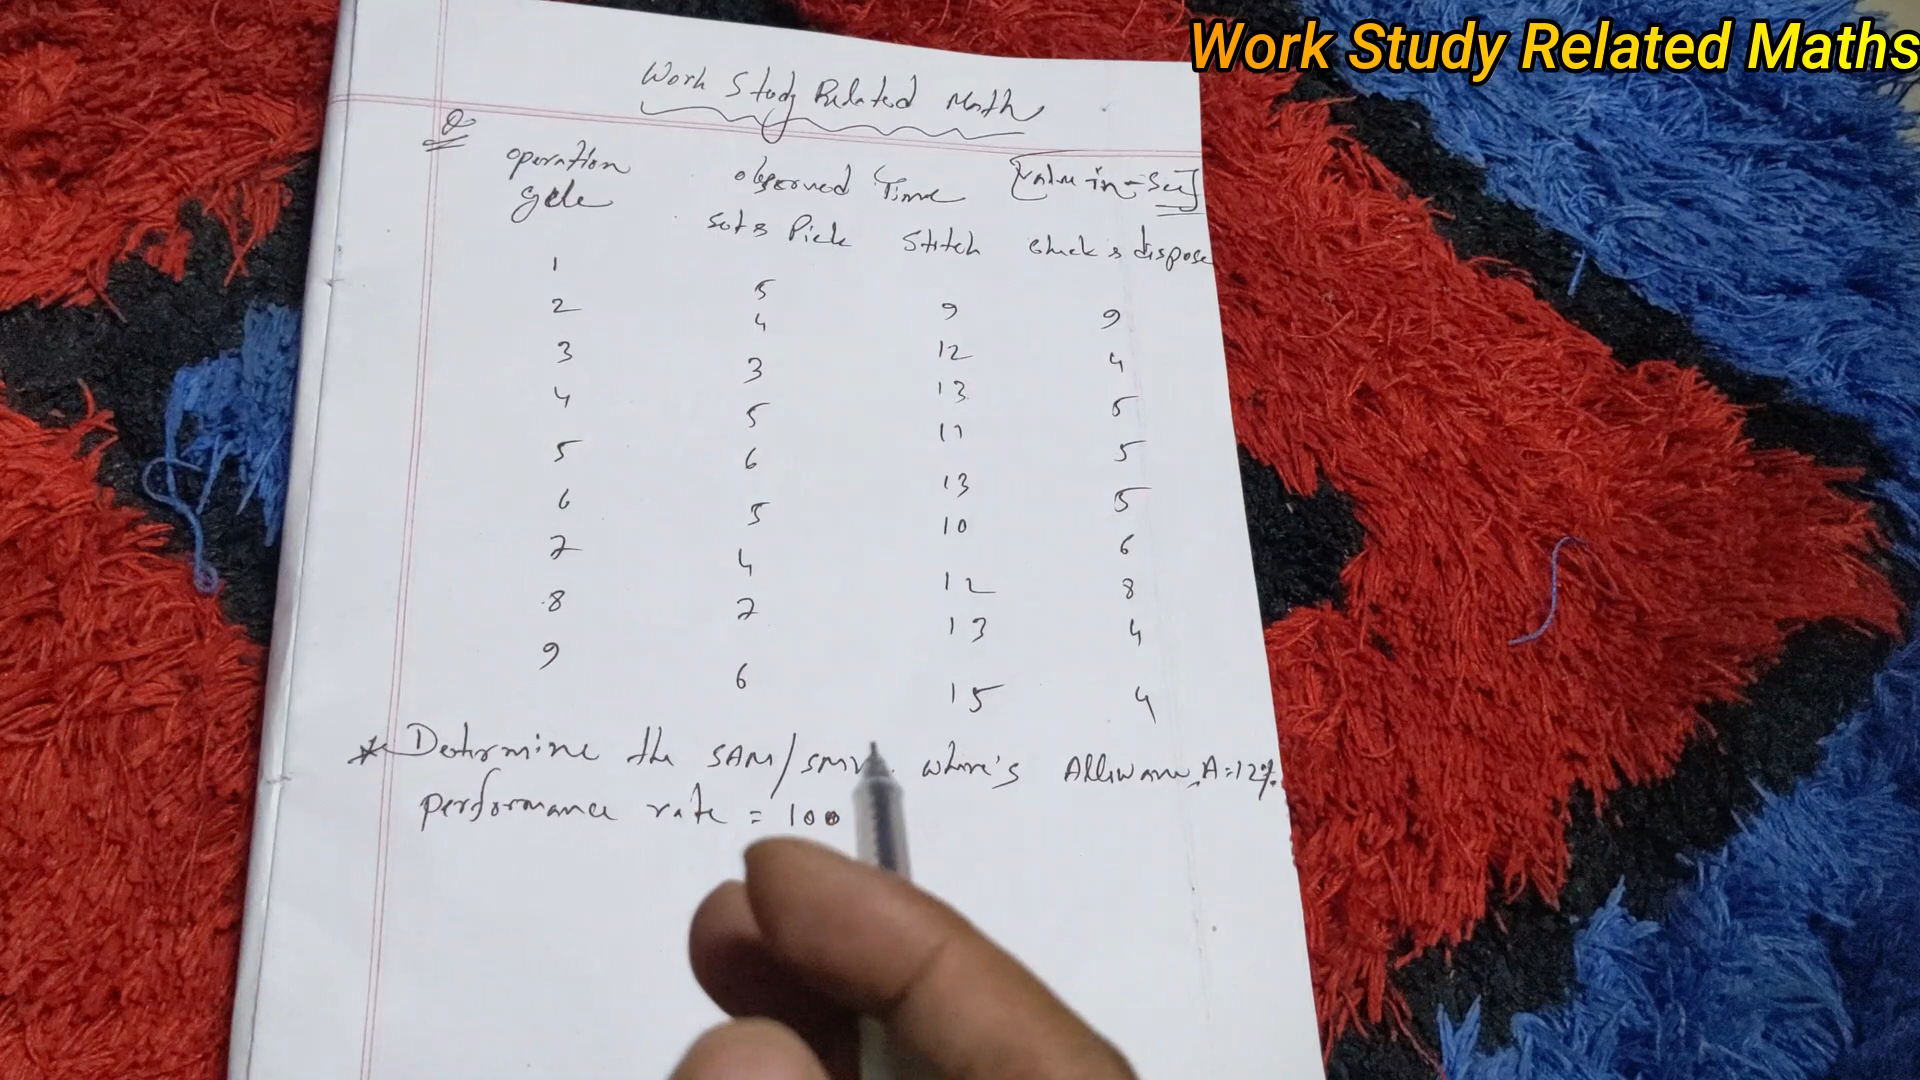 Work Study Related Maths
Work Study Related Math
Q
operation observed Time [value in - Sec]
cycle Set & Pick Stitch Check & dispose
1 5 9 9
2 4 12 4
3 3 13 5
4 5 11 5
5 6 13 5
6 5 10 6
7 4 12 8
8 7 13 4
9 6 15 4
* Determine the SAM/SMV. where's Allowance, A=12%.
performance rate = 100